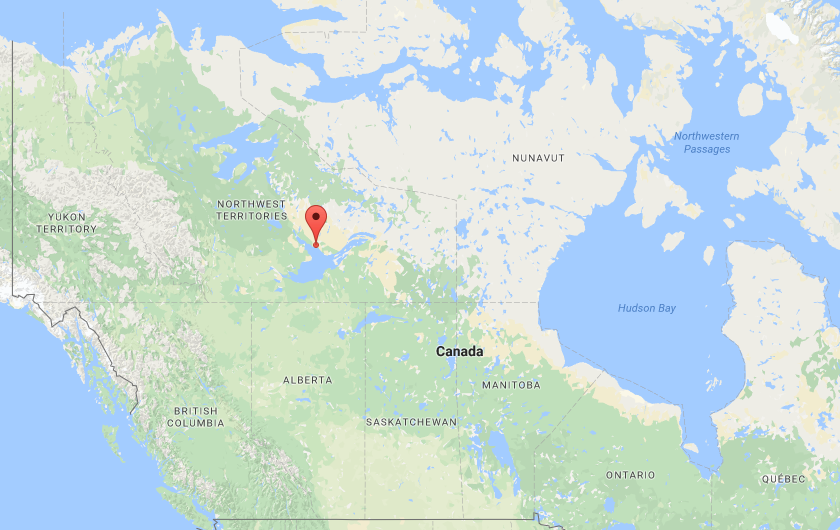 Northwestern
Passages
NUNAVUT
NORTHWEST
TERRITORIES
YUKON
TERRITORY
Hudson Bay
Canada
ALBERTA
MANITOBA
BRITISH
COLUMBIA
SASKATCHEWAN
ONTARIO
QUÉBEC